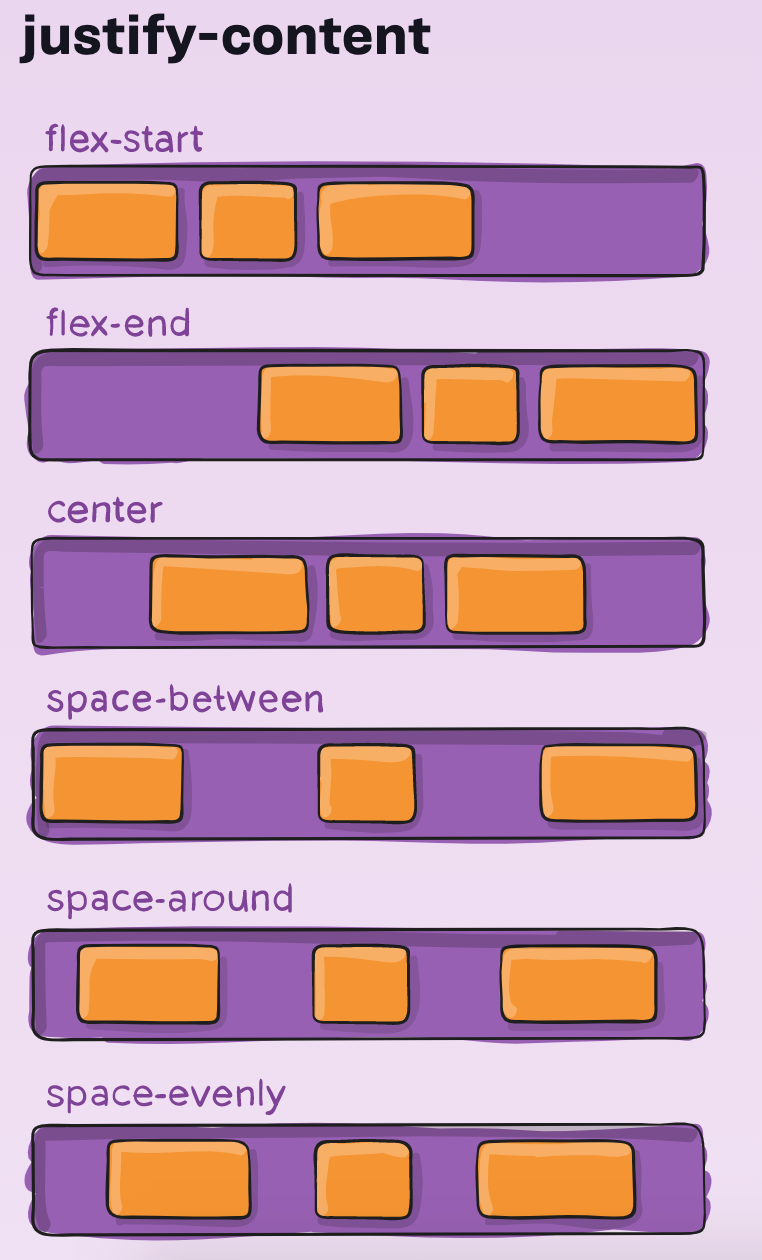 justify-content
flex-start
flex-end
center
space-between
space-around
space-evenly